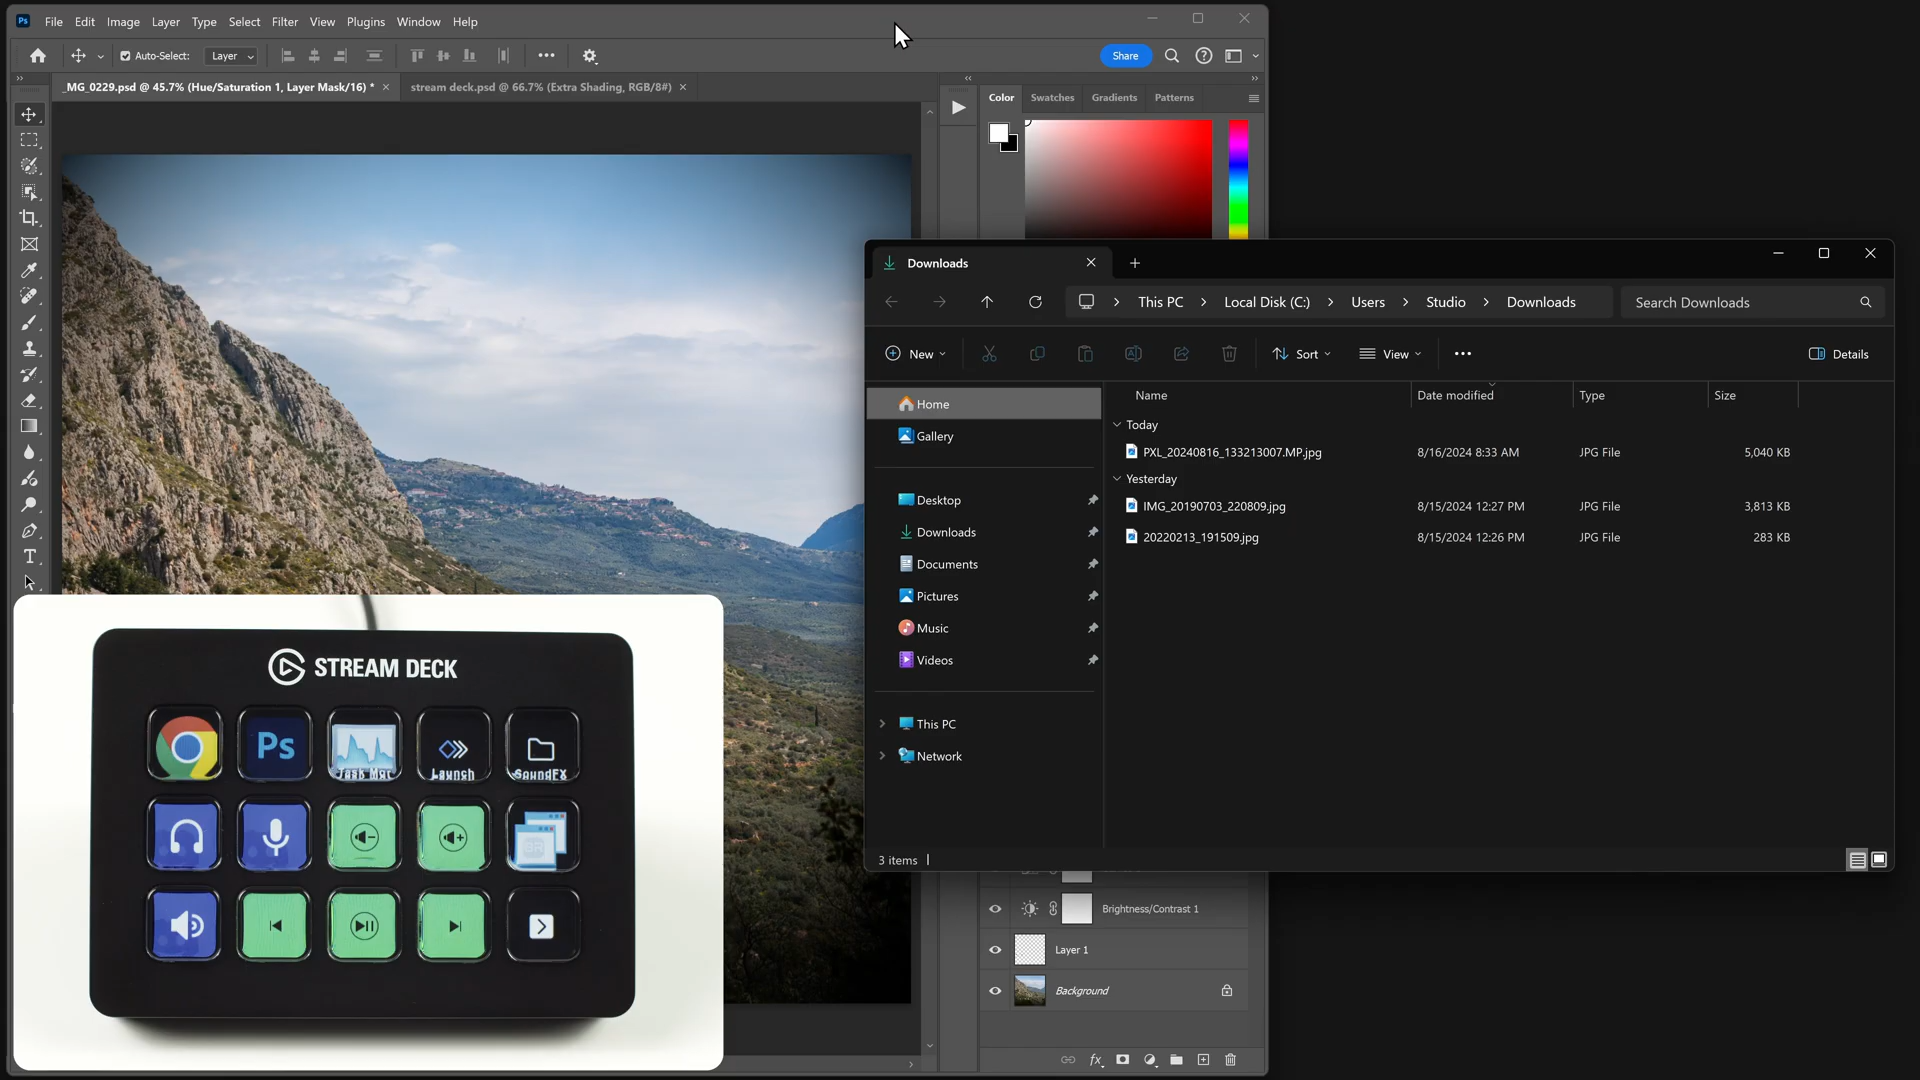 Ps File Edit Image Layer Type Select Filter View Plugins Window Help
Auto-Select: Layer Share
_MG_0229.psd @ 45.7% (Hue/Saturation 1, Layer Mask/16) *
stream deck.psd @ 66.7% (Extra Shading, RGB/8#)
Color Swatches Gradients Patterns
Downloads
This PC Local Disk (C:) Users Studio Downloads
Search Downloads
New Sort View Details
Name Date modified Type Size
Home
Gallery
Desktop
Downloads
Documents
Pictures
Music
Videos
This PC
Network
Today
PXL_20240816_133213007.MP.jpg 8/16/2024 8:33 AM JPG File 5,040 KB
Yesterday
IMG_20190703_220809.jpg 8/15/2024 12:27 PM JPG File 3,813 KB
20220213_191509.jpg 8/15/2024 12:26 PM JPG File 283 KB
3 items
STREAM DECK
Ps
Task Mgr
Launch
SoundFX
Brightness/Contrast 1
Layer 1
Background
fx